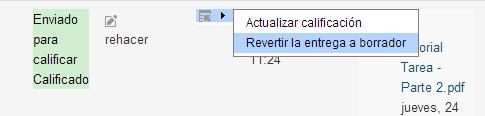 Enviado
para
calificar
Calificado
rehacer
Actualizar calificación
Revertir la entrega a borrador
11:24
orial
Tarea -
Parte 2.pdf
jueves, 24